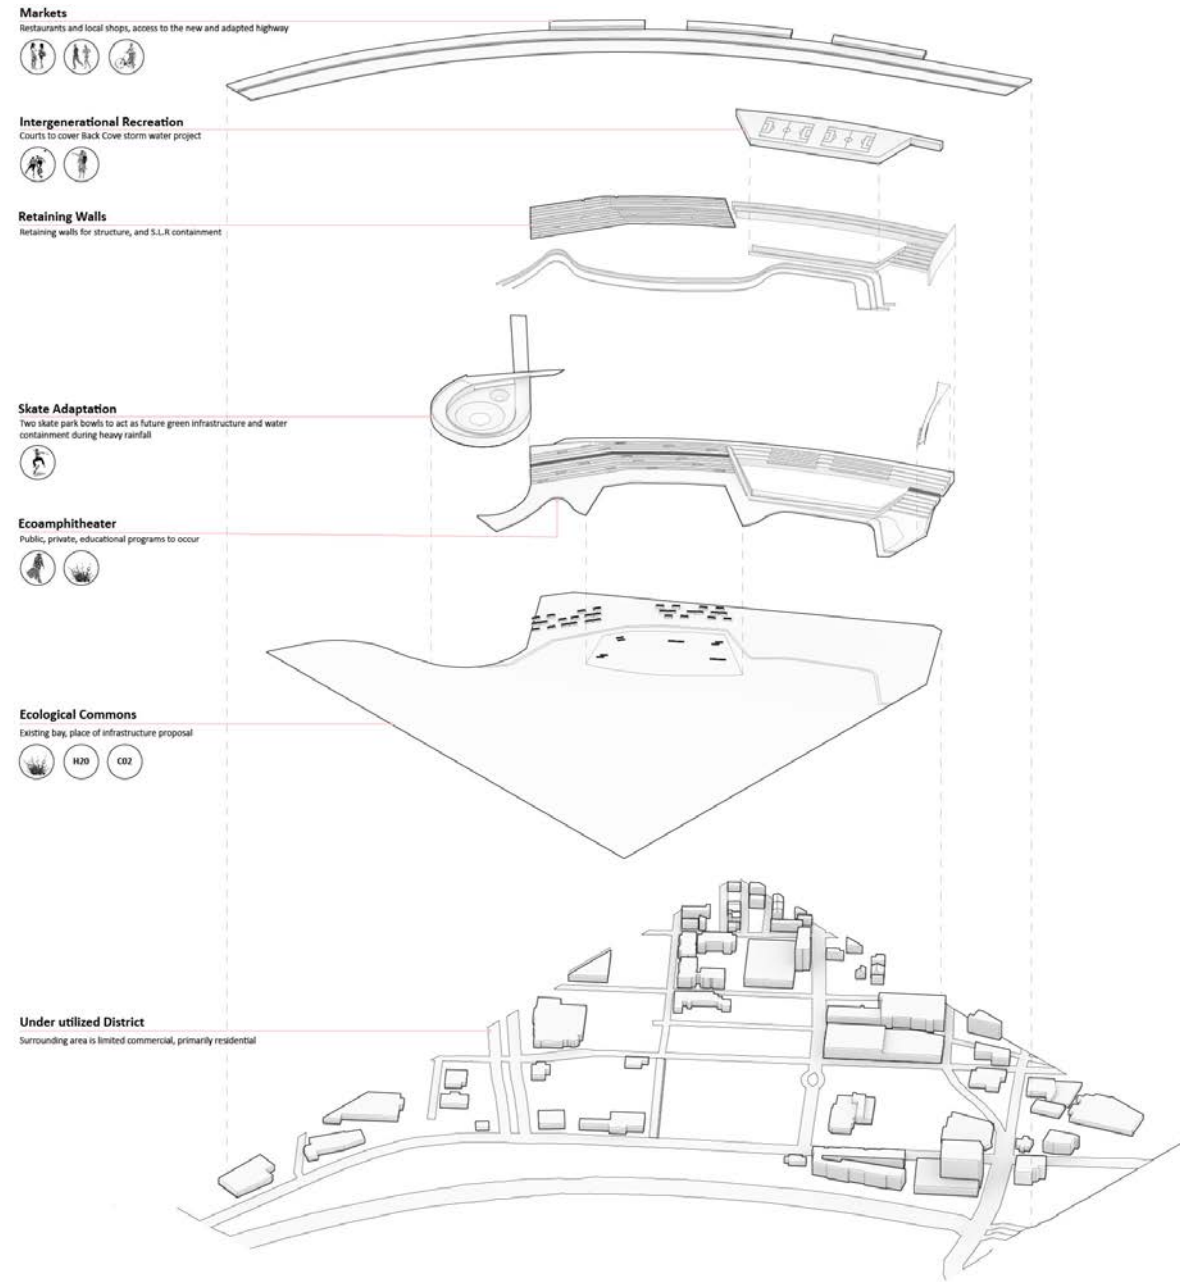 Markets
Restaurants and local shops, access to the new and adapted highway
Intergenerational Recreation
Courts to cover Back Cove storm water project
Retaining Walls
Retaining walls for structure, and S.L.R containment
Skate Adaptation
Two skate park bowls to act as future green infrastructure and water
containment during heavy rainfall
Ecoamphitheater
Public, private, educational programs to occur
Ecological Commons
Existing bay, place of infrastructure proposal
H20
C02
Under utilized District
Surrounding area is limited commercial, primarily residential